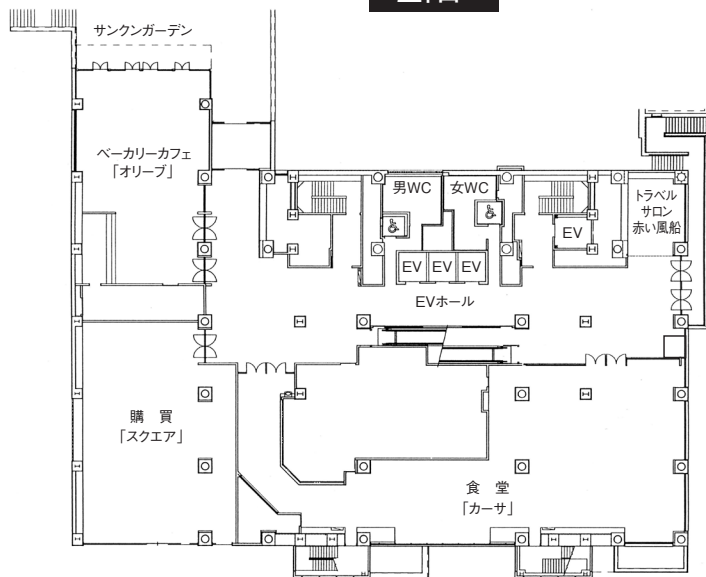 サンクンガーデン
ベーカリーカフェ
「オリーブ」
男WC
女WC
トラベル
サロン
赤い風船
EV
EV
EV
EV
EVホール
購 買
「スクエア」
食 堂
「カーサ」